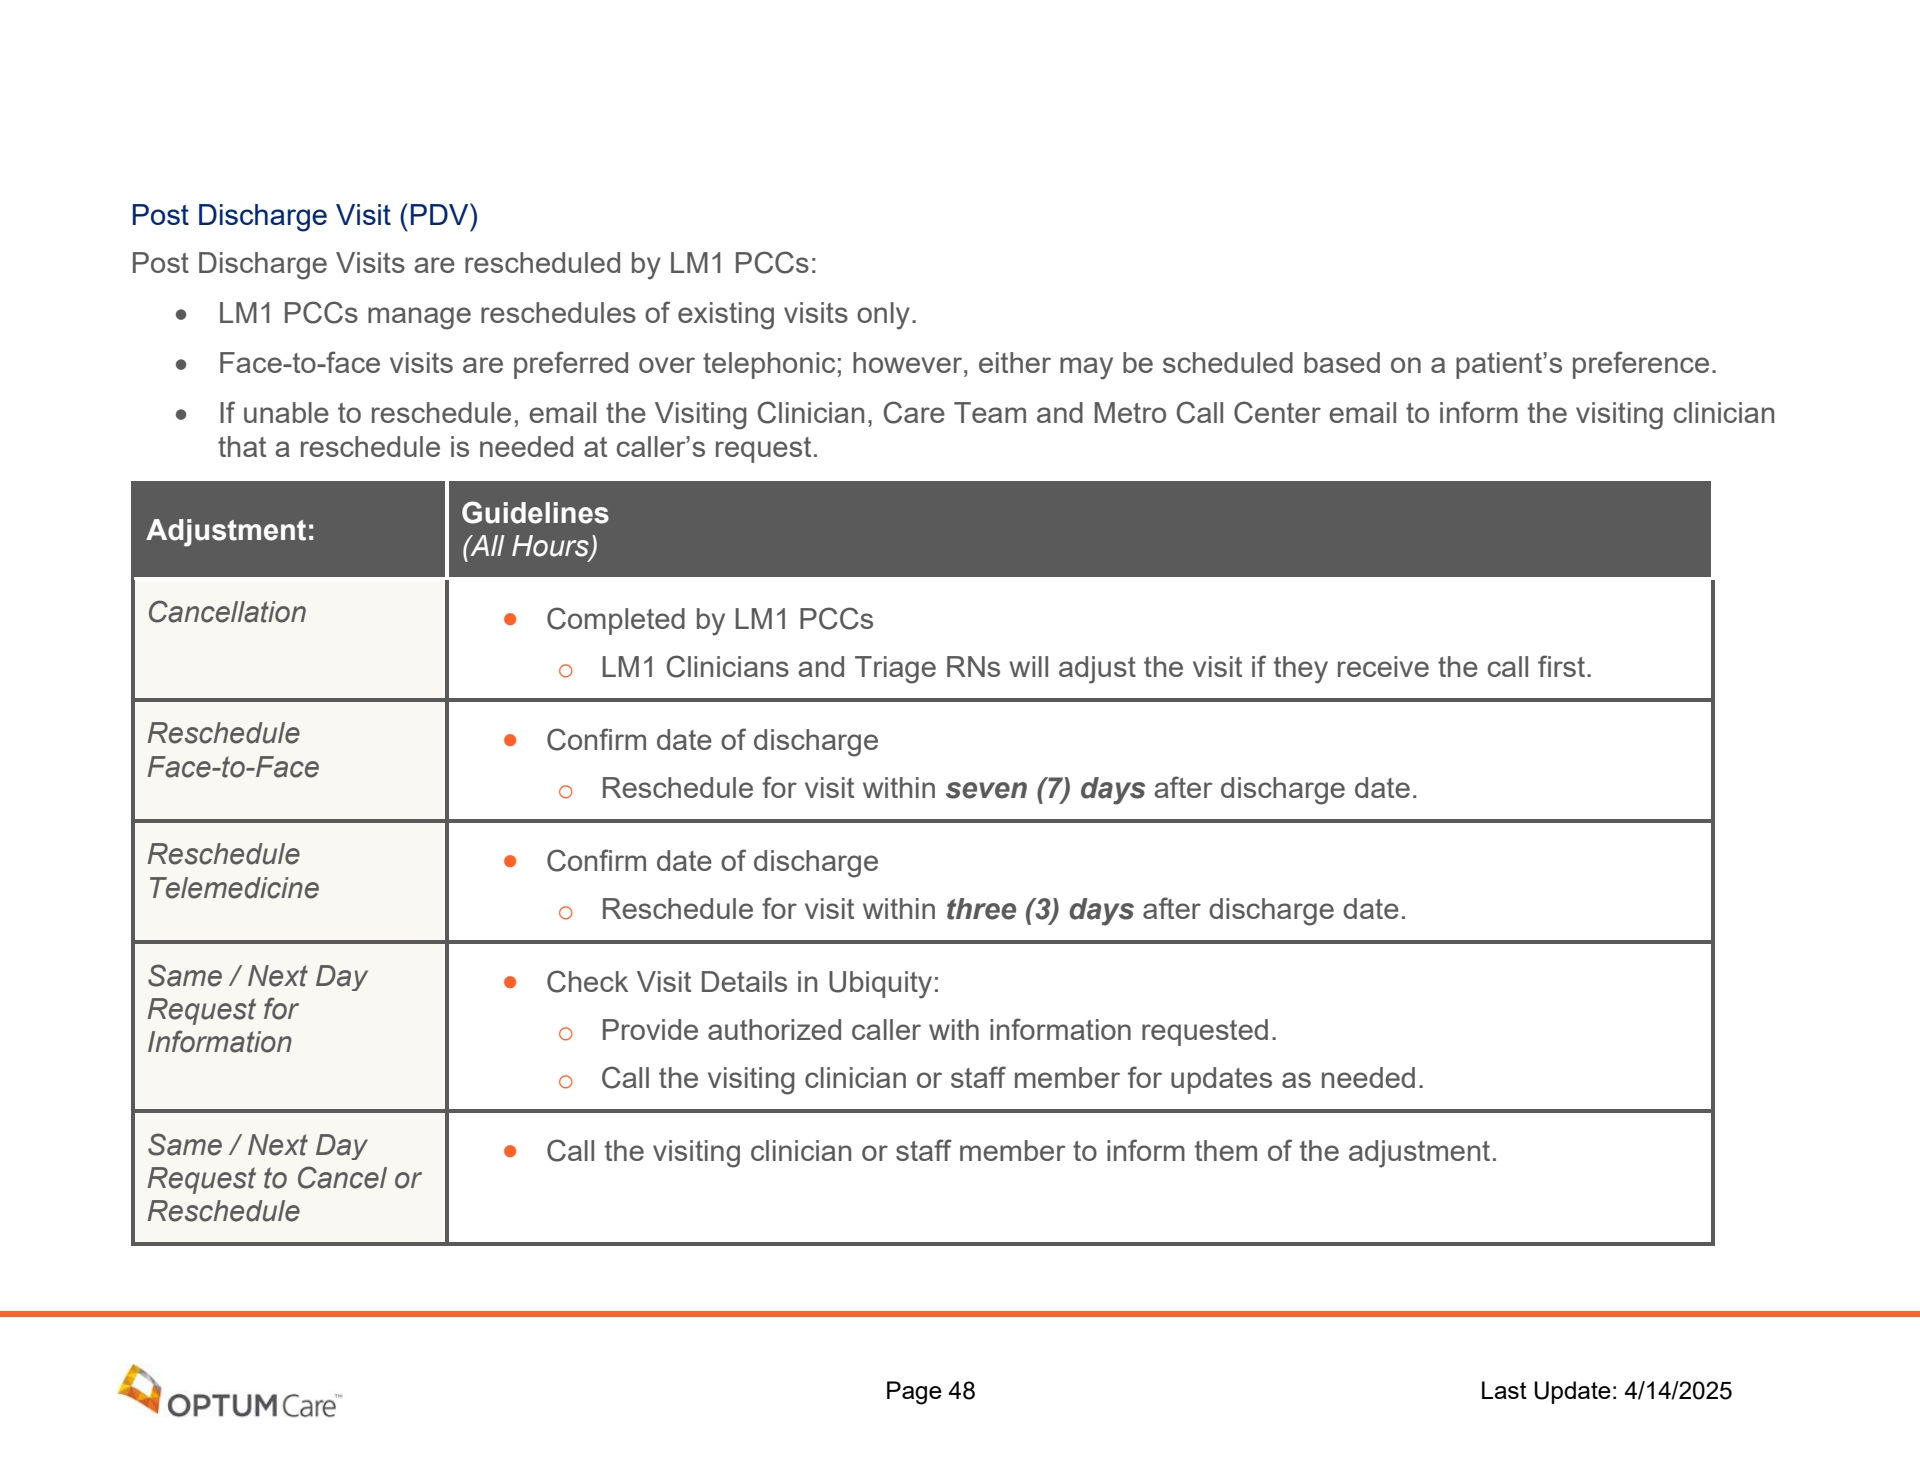 Post Discharge Visit (PDV)
Post Discharge Visits are rescheduled by LM1 PCCs:
• LM1 PCCs manage reschedules of existing visits only.
• Face-to-face visits are preferred over telephonic; however, either may be scheduled based on a patient’s preference.
• If unable to reschedule, email the Visiting Clinician, Care Team and Metro Call Center email to inform the visiting clinician
that a reschedule is needed at caller’s request.
Adjustment:
Guidelines
(All Hours)
Cancellation
• Completed by LM1 PCCs
o LM1 Clinicians and Triage RNs will adjust the visit if they receive the call first.
Reschedule
Face-to-Face
• Confirm date of discharge
o Reschedule for visit within seven (7) days after discharge date.
Reschedule
Telemedicine
• Confirm date of discharge
o Reschedule for visit within three (3) days after discharge date.
Same / Next Day
Request for
Information
• Check Visit Details in Ubiquity:
o Provide authorized caller with information requested.
o Call the visiting clinician or staff member for updates as needed.
Same / Next Day
Request to Cancel or
Reschedule
• Call the visiting clinician or staff member to inform them of the adjustment.
OPTUM Care™
Page 48
Last Update: 4/14/2025